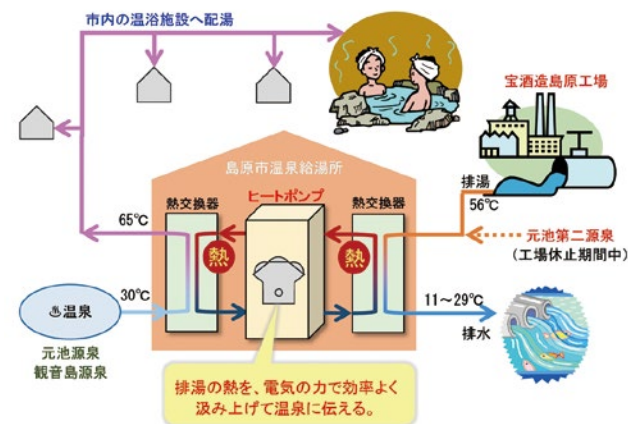 市内の温浴施設へ配湯
宝酒造島原工場
島原市温泉給湯所
熱交換器
ヒートポンプ
熱交換器
排湯
56℃
65℃
熱
熱
元池第二源泉
(工場休止期間中)
♨温泉
30℃
11～29℃
排水
元池源泉
観音島源泉
排湯の熱を、電気の力で効率よく
汲み上げて温泉に伝える。